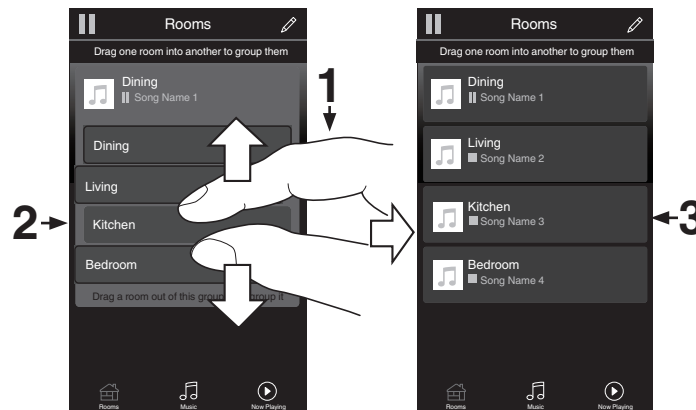 Rooms
Drag one room into another to group them
Dining
Song Name 1
Dining
Living
Kitchen
Bedroom
Drag a room out of this group it
Rooms
Music
Now Playing
1
2
Rooms
Drag one room into another to group them
Dining
Song Name 1
Living
Song Name 2
Kitchen
Song Name 3
Bedroom
Song Name 4
Rooms
Music
Now Playing
3